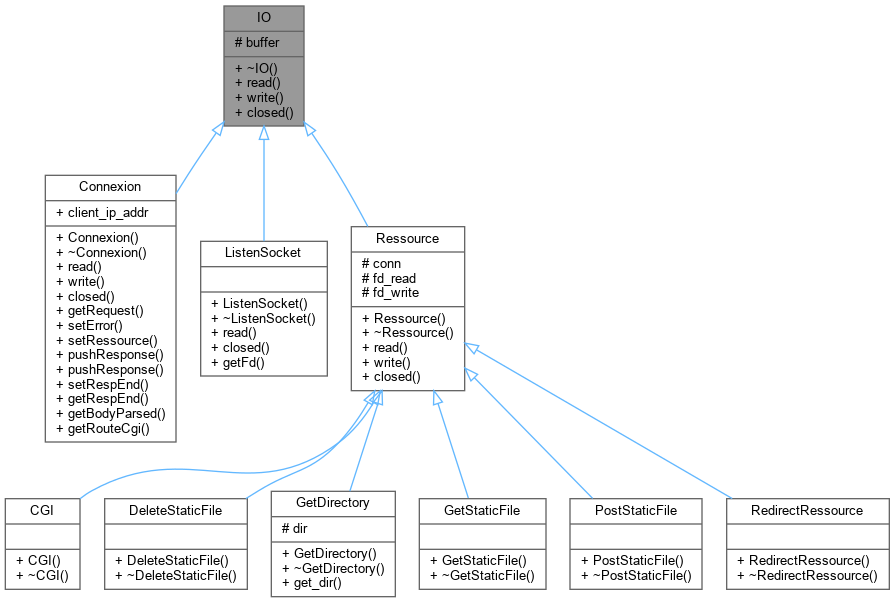 IO
# buffer
+ ~IO()
+ read()
+ write()
+ closed()
Connexion
+ client_ip_addr
+ Connexion()
+ ~Connexion()
+ read()
+ write()
+ closed()
+ getRequest()
+ setError()
+ setRessource()
+ pushResponse()
+ pushResponse()
+ setRespEnd()
+ getRespEnd()
+ getBodyParsed()
+ getRouteCgi()
ListenSocket
+ ListenSocket()
+ ~ListenSocket()
+ read()
+ closed()
+ getFd()
Ressource
# conn
# fd_read
# fd_write
+ Ressource()
+ ~Ressource()
+ read()
+ write()
+ closed()
CGI
+ CGI()
+ ~CGI()
DeleteStaticFile
+ DeleteStaticFile()
+ ~DeleteStaticFile()
GetDirectory
# dir
+ GetDirectory()
+ ~GetDirectory()
+ get_dir()
GetStaticFile
+ GetStaticFile()
+ ~GetStaticFile()
PostStaticFile
+ PostStaticFile()
+ ~PostStaticFile()
RedirectRessource
+ RedirectRessource()
+ ~RedirectRessource()